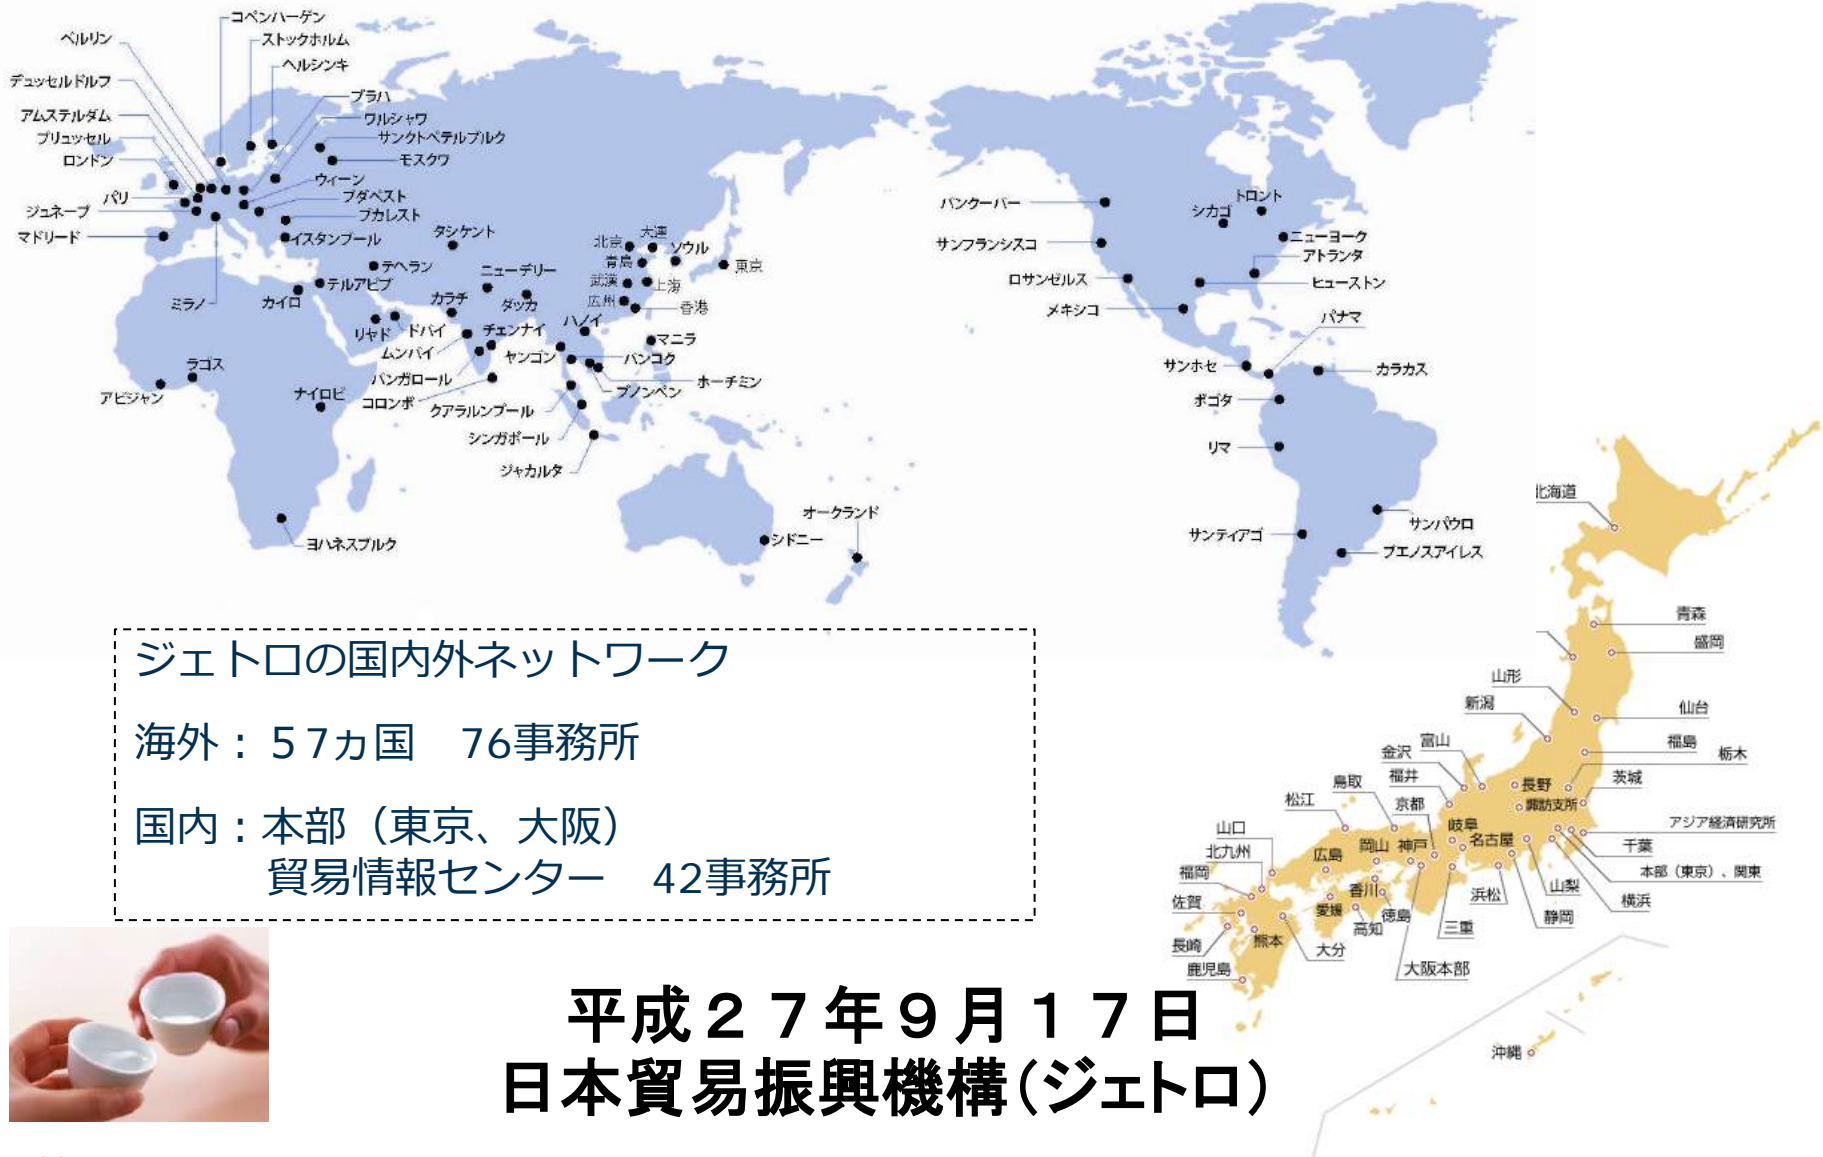 コペンハーゲン
ベルリン
ストックホルム
ヘルシンキ
デュッセルドルフ
プラハ
アムステルダム
ワルシャワ
ブリュッセル
サンクトペテルブルク
ロンドン
モスクワ
ウィーン
パリ
ブダペスト
ジュネーブ
ブカレスト
マドリード
イスタンブール
タシケント
北京
大連
ソウル
青島
東京
テヘラン
ニューデリー
テルアビブ
武漢
上海
ミラノ
カイロ
カラチ
ダッカ
広州
香港
リヤド
ドバイ
チェンナイ
ハノイ
マニラ
ムンバイ
ヤンゴン
バンコク
ラゴス
バンガロール
ホーチミン
アビジャン
ナイロビ
コロンボ
プノンペン
クアラルンプール
シンガポール
ジャカルタ
オークランド
シドニー
ヨハネスブルク
バンクーバー
トロント
シカゴ
サンフランシスコ
ニューヨーク
アトランタ
ロサンゼルス
ヒューストン
メキシコ
パナマ
サンホセ
カラカス
ボゴタ
リマ
サンパウロ
サンティアゴ
ブエノスアイレス
北海道
青森
盛岡
山形
新潟
仙台
富山
福島
金沢
栃木
福井
長野
茨城
鳥取
諏訪支所
松江
京都
岐阜
アジア経済研究所
山口
名古屋
千葉
北九州
広島
岡山
神戸
福岡
本部（東京）、関東
香川
山梨
佐賀
浜松
横浜
愛媛
徳島
静岡
高知
三重
長崎
熊本
大分
鹿児島
大阪本部
沖縄
ジェトロの国内外ネットワーク
海外：５7ヵ国　76事務所
国内：本部（東京、大阪）
貿易情報センター　42事務所
平成２７年９月１７日
日本貿易振興機構（ジェトロ）